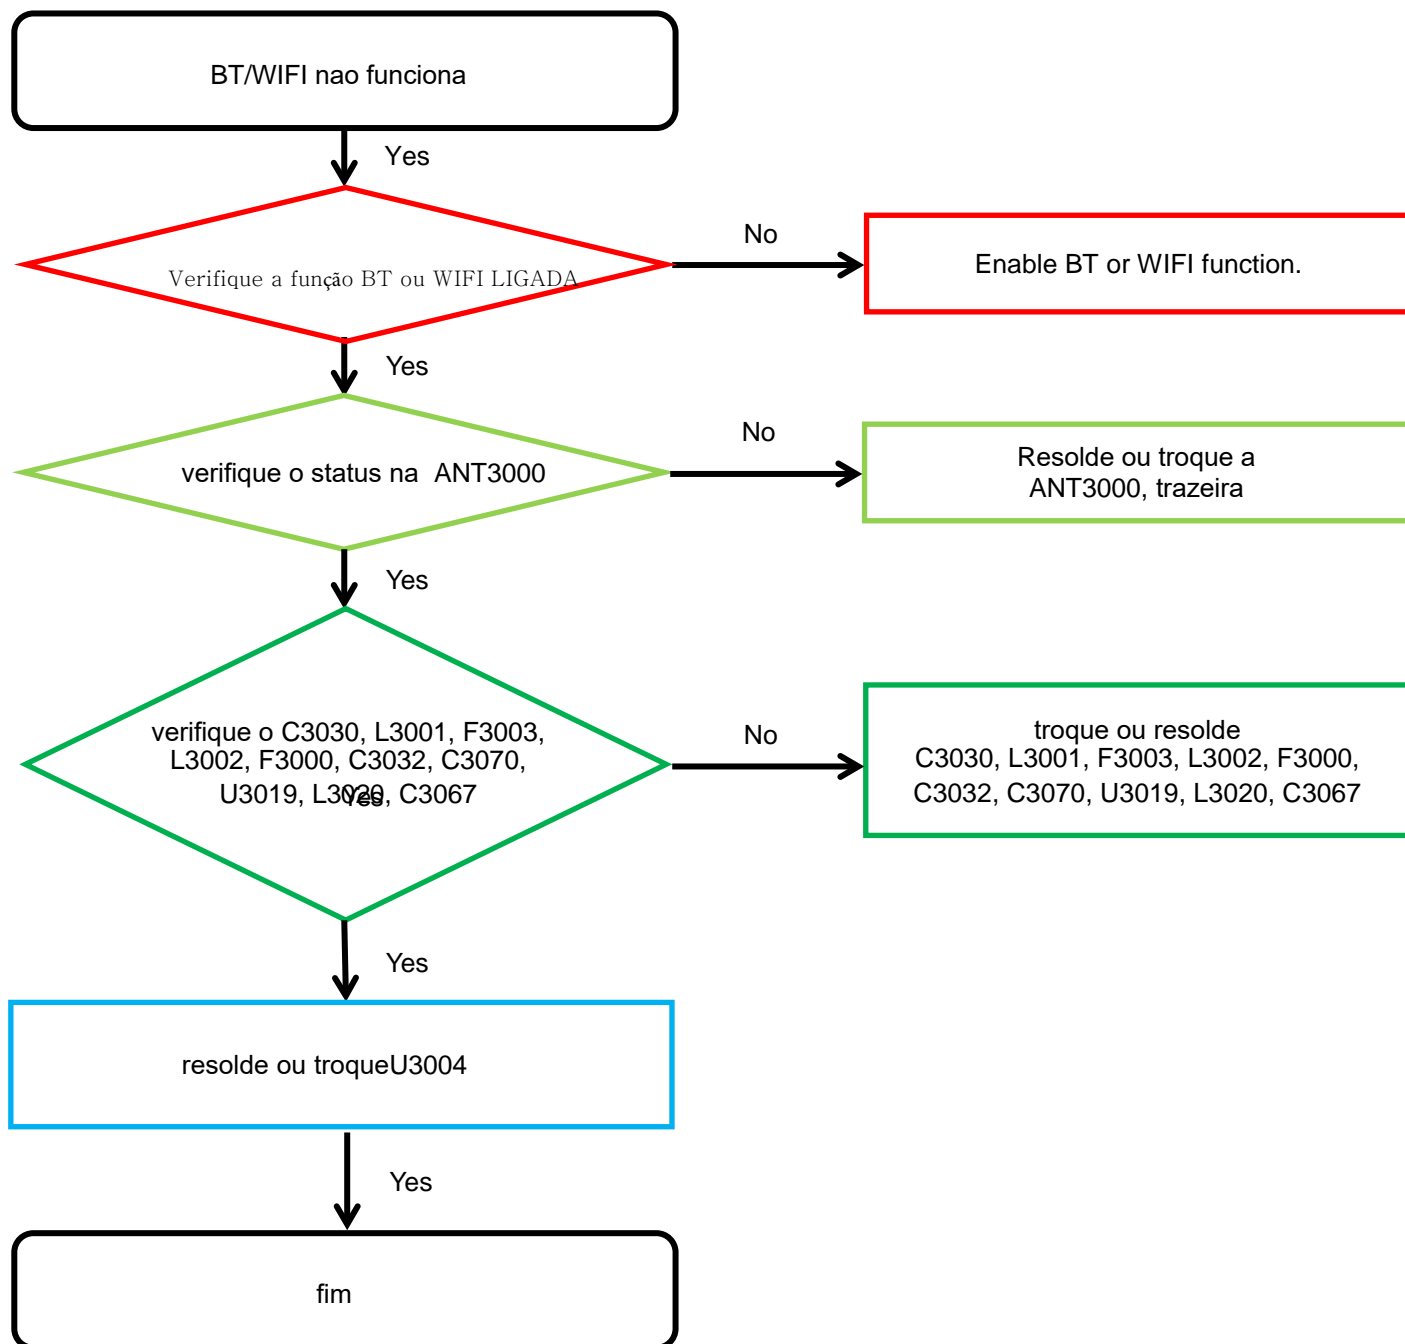 BT/WIFI nao funciona
Yes
Verifique a função BT ou WIFI LIGADA
No
Enable BT or WIFI function.
Yes
verifique o status na  ANT3000
No
Resolde ou troque a
ANT3000, trazeira
Yes
verifique o C3030, L3001, F3003,
L3002, F3000, C3032, C3070,
U3019, L3020, C3067
Yes
No
troque ou resolde
C3030, L3001, F3003, L3002, F3000,
C3032, C3070, U3019, L3020, C3067
Yes
resolde ou troqueU3004
Yes
fim